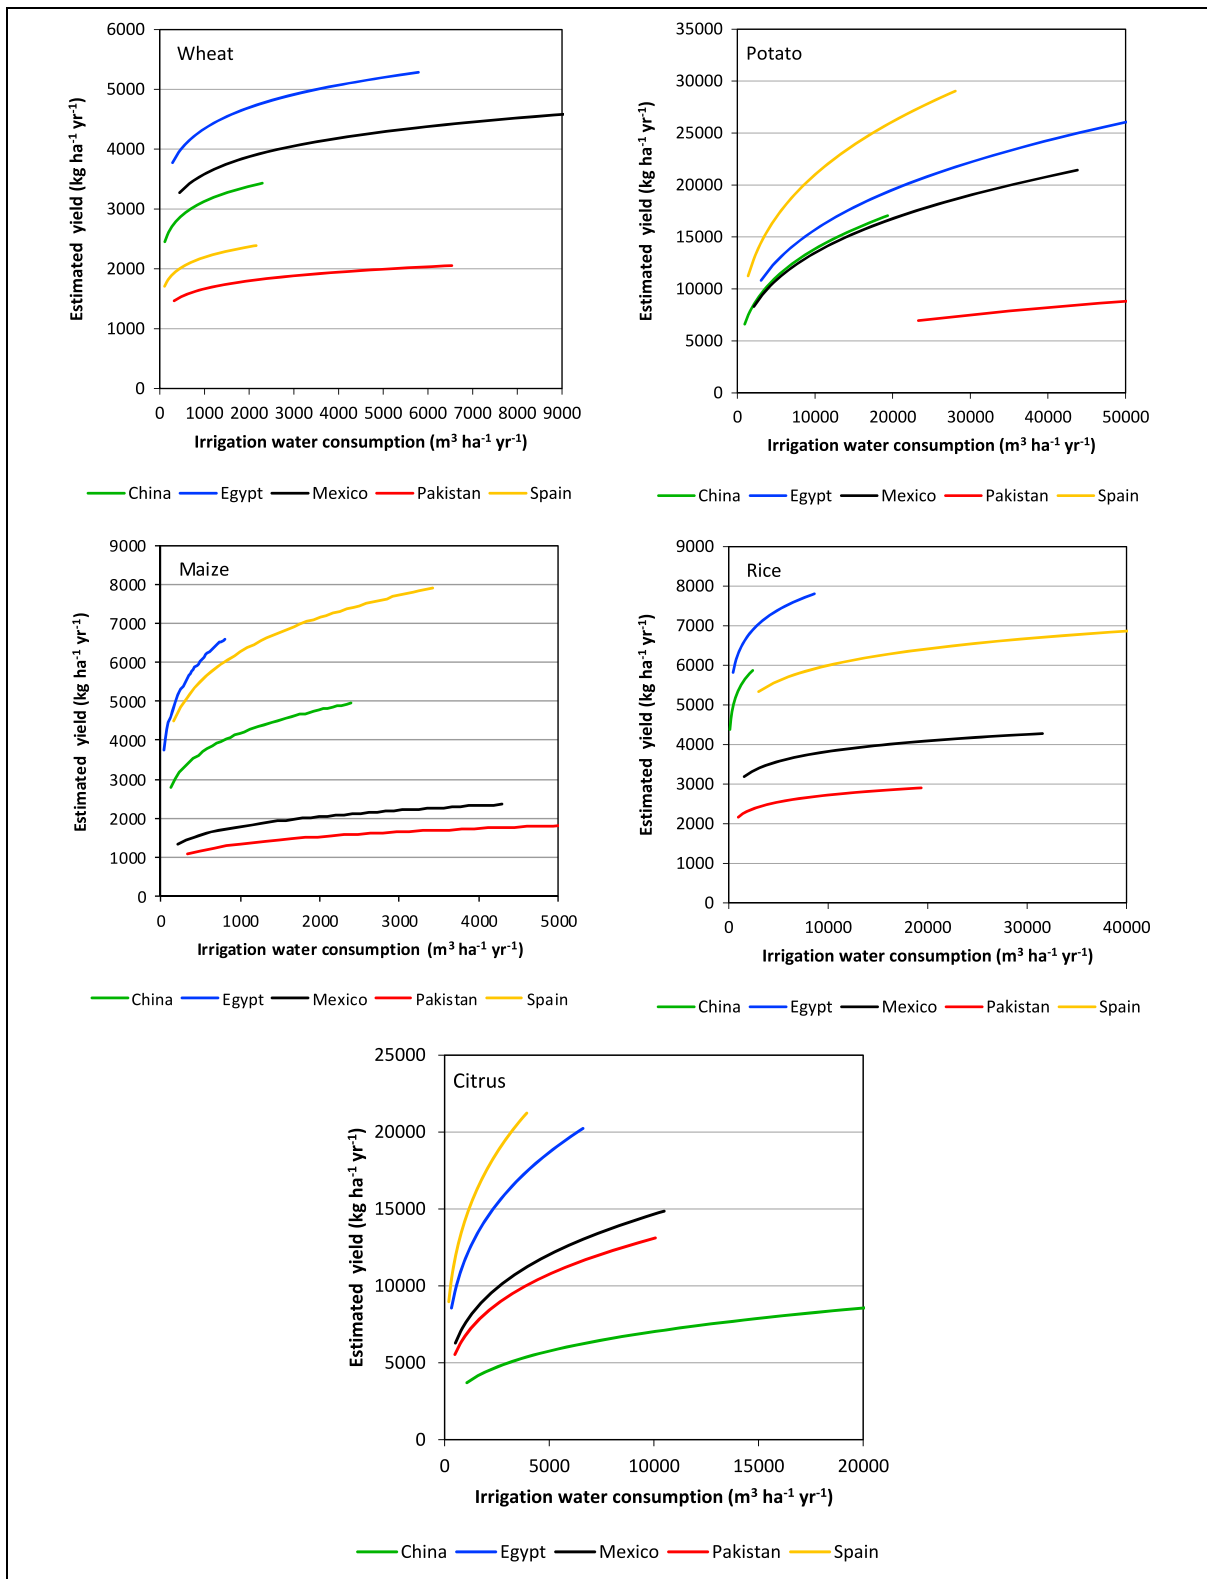 Wheat
Estimated yield (kg ha-1 yr-1)
6000
5000
4000
3000
2000
1000
0
0 1000 2000 3000 4000 5000 6000 7000 8000 9000
Irrigation water consumption (m3 ha-1 yr-1)
China Egypt Mexico Pakistan Spain
Potato
Estimated yield (kg ha-1 yr-1)
35000
30000
25000
20000
15000
10000
5000
0
0 10000 20000 30000 40000 50000
Irrigation water consumption (m3 ha-1 yr-1)
China Egypt Mexico Pakistan Spain
Maize
Estimated yield (kg ha-1 yr-1)
9000
8000
7000
6000
5000
4000
3000
2000
1000
0
0 1000 2000 3000 4000 5000
Irrigation water consumption (m3 ha-1 yr-1)
China Egypt Mexico Pakistan Spain
Rice
Estimated yield (kg ha-1 yr-1)
9000
8000
7000
6000
5000
4000
3000
2000
1000
0
0 10000 20000 30000 40000
Irrigation water consumption (m3 ha-1 yr-1)
China Egypt Mexico Pakistan Spain
Citrus
Estimated yield (kg ha-1 yr-1)
25000
20000
15000
10000
5000
0
0 5000 10000 15000 20000
Irrigation water consumption (m3 ha-1 yr-1)
China Egypt Mexico Pakistan Spain